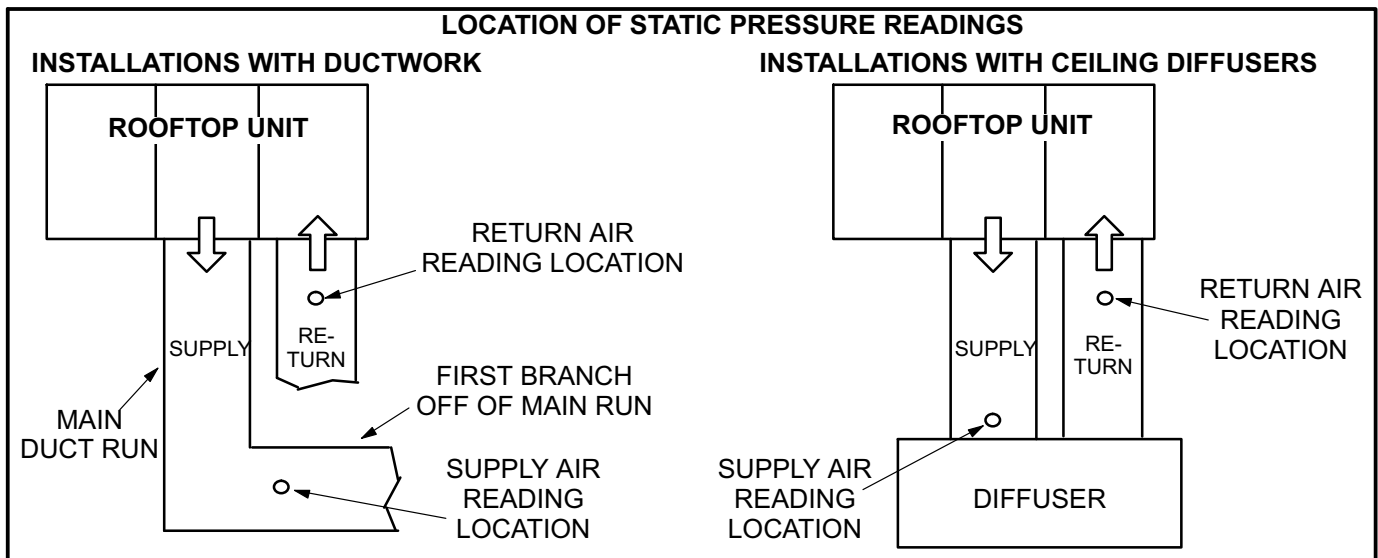 LOCATION OF STATIC PRESSURE READINGS
INSTALLATIONS WITH DUCTWORK
ROOFTOP UNIT
RETURN AIR
READING LOCATION
SUPPLY
RE-
TURN
MAIN
DUCT RUN
FIRST BRANCH
OFF OF MAIN RUN
SUPPLY AIR
READING
LOCATION
INSTALLATIONS WITH CEILING DIFFUSERS
ROOFTOP UNIT
RETURN AIR
READING
LOCATION
SUPPLY
RE-
TURN
SUPPLY AIR
READING
LOCATION
DIFFUSER